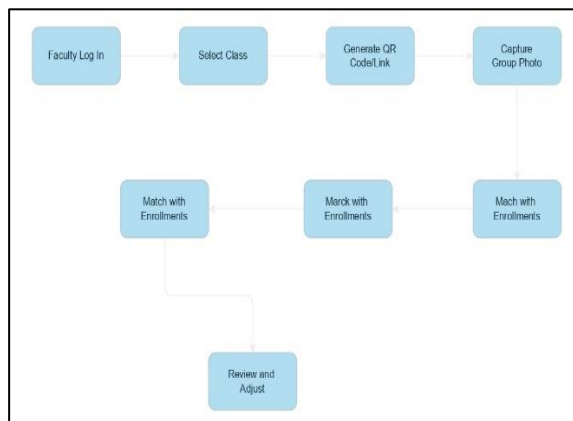 Faculty Log In
Select Class
Generate QR
Code/Link
Capture
Group Photo
Mach with
Enrollments
Marck with
Enrollments
Match with
Enrollments
Review and
Adjust